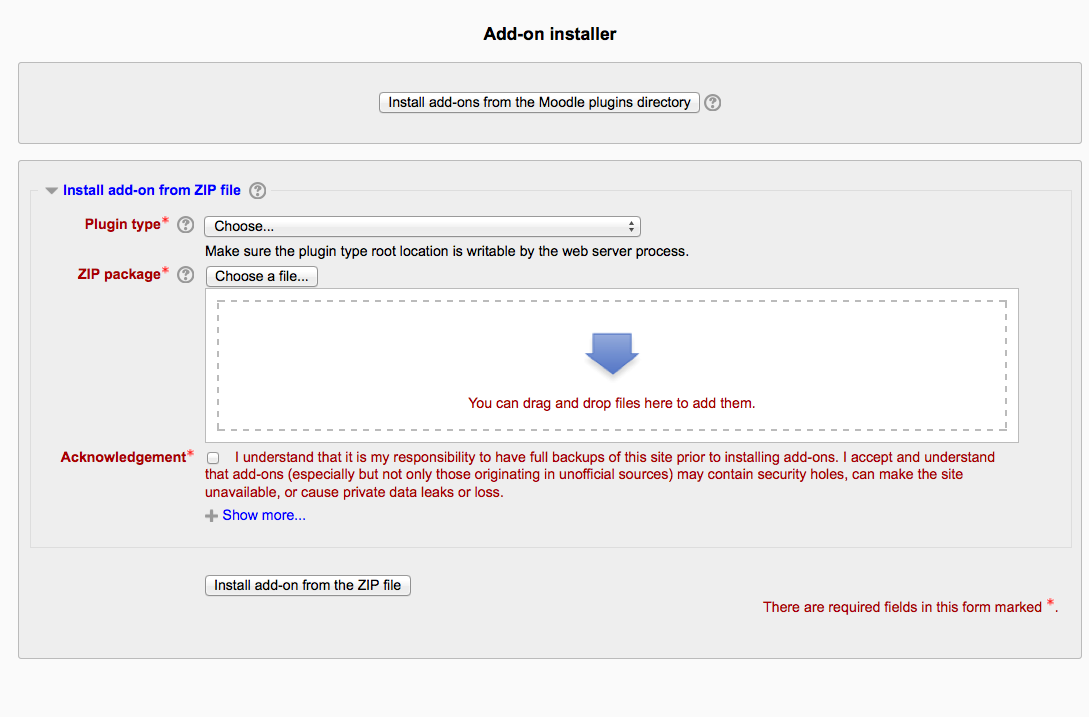 Add-on installer
Install add-ons from the Moodle plugins directory ?
Install add-on from ZIP file ?
Plugin type* ? Choose...
Make sure the plugin type root location is writable by the web server process.
ZIP package* ? Choose a file...
You can drag and drop files here to add them.
Acknowledgement* I understand that it is my responsibility to have full backups of this site prior to installing add-ons. I accept and understand
that add-ons (especially but not only those originating in unofficial sources) may contain security holes, can make the site
unavailable, or cause private data leaks or loss.
Show more...
Install add-on from the ZIP file
There are required fields in this form marked *.